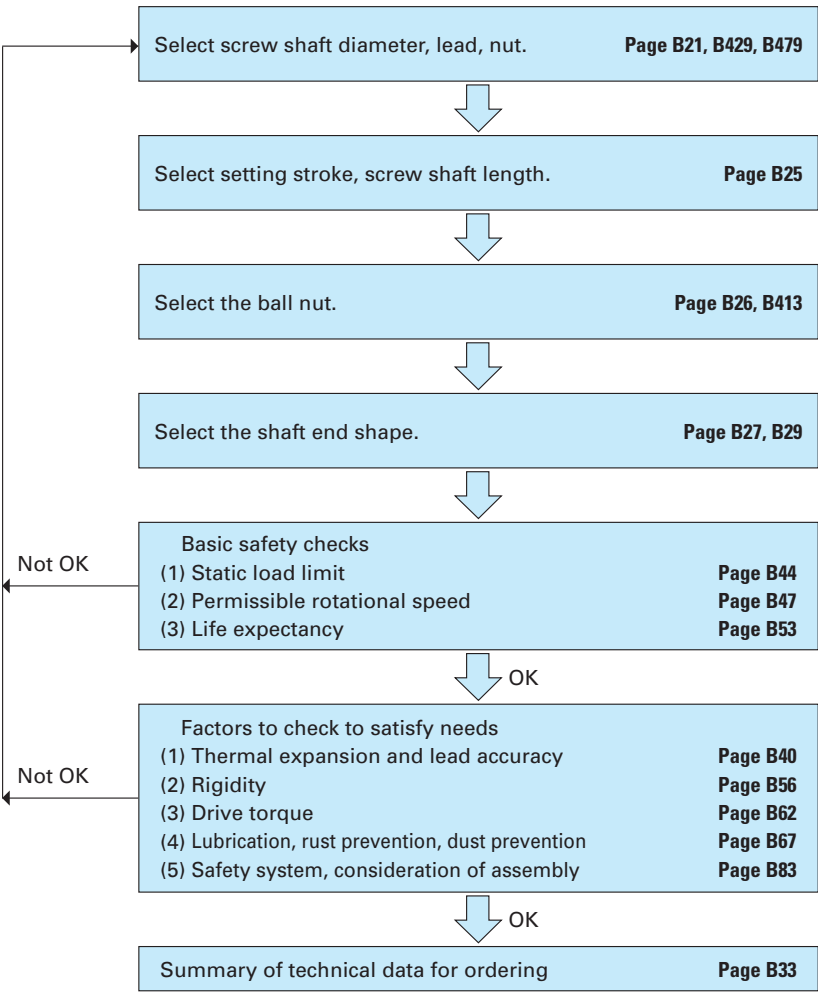 Select screw shaft diameter, lead, nut. Page B21, B429, B479
Select setting stroke, screw shaft length. Page B25
Select the ball nut. Page B26, B413
Select the shaft end shape. Page B27, B29
Basic safety checks
Not OK
(1) Static load limit Page B44
(2) Permissible rotational speed Page B47
(3) Life expectancy Page B53
OK
Factors to check to satisfy needs
(1) Thermal expansion and lead accuracy Page B40
Not OK
(2) Rigidity Page B56
(3) Drive torque Page B62
(4) Lubrication, rust prevention, dust prevention Page B67
(5) Safety system, consideration of assembly Page B83
OK
Summary of technical data for ordering Page B33